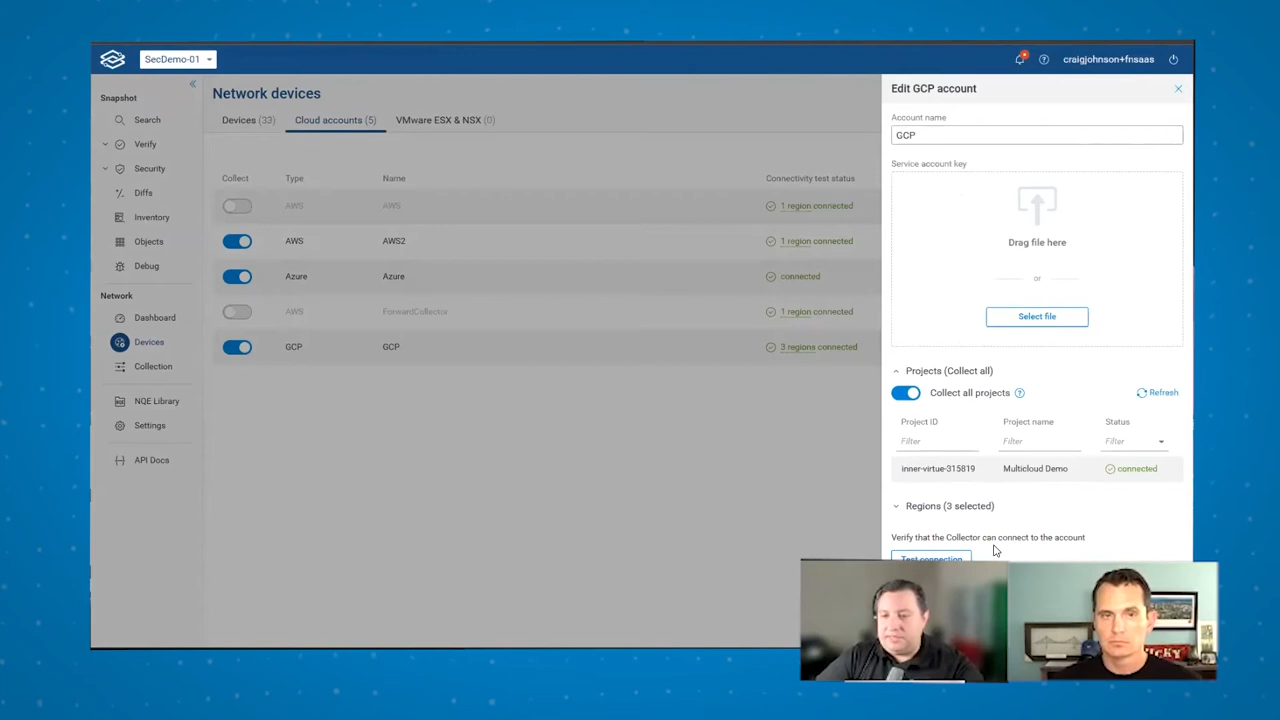 SecDemo-01
craigjohnson+fnsaas
Snapshot
Search
Verify
Security
Diffs
Inventory
Objects
Debug
Network
Dashboard
Devices
Collection
NQE Library
Settings
API Docs
Network devices
Devices (33)
Cloud accounts (5)
VMware ESX & NSX (0)
Collect Type Name Connectivity test status
AWS AWS 1 region connected
AWS AWS2 1 region connected
Azure Azure connected
AWS ForwardCollector 1 region connected
GCP GCP 3 regions connected
Edit GCP account
Account name
GCP
Service account key
Drag file here
or
Select file
Projects (Collect all)
Collect all projects
Refresh
Project ID Project name Status
Filter Filter Filter
inner-virtue-315819 Multicloud Demo connected
Regions (3 selected)
Verify that the Collector can connect to the account
Test connection